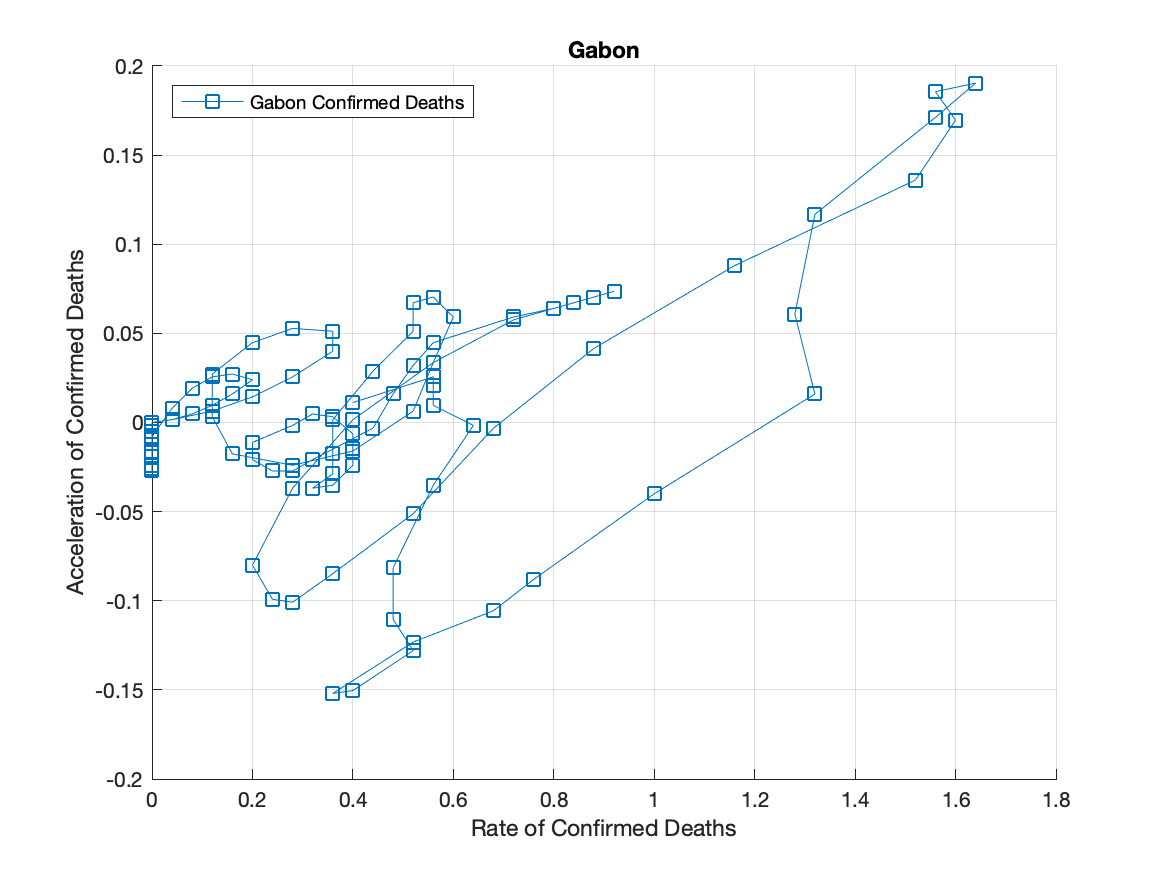 Gabon
Gabon Confirmed Deaths
Acceleration of Confirmed Deaths
0.2
0.15
0.1
0.05
0
-0.05
-0.1
-0.15
-0.2
0 0.2 0.4 0.6 0.8 1 1.2 1.4 1.6 1.8
Rate of Confirmed Deaths